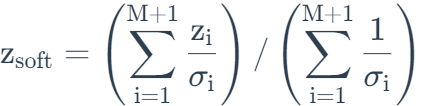 z_soft = ( ∑_{i=1}^{M+1} z_i / σ_i ) / ( ∑_{i=1}^{M+1} 1 / σ_i )